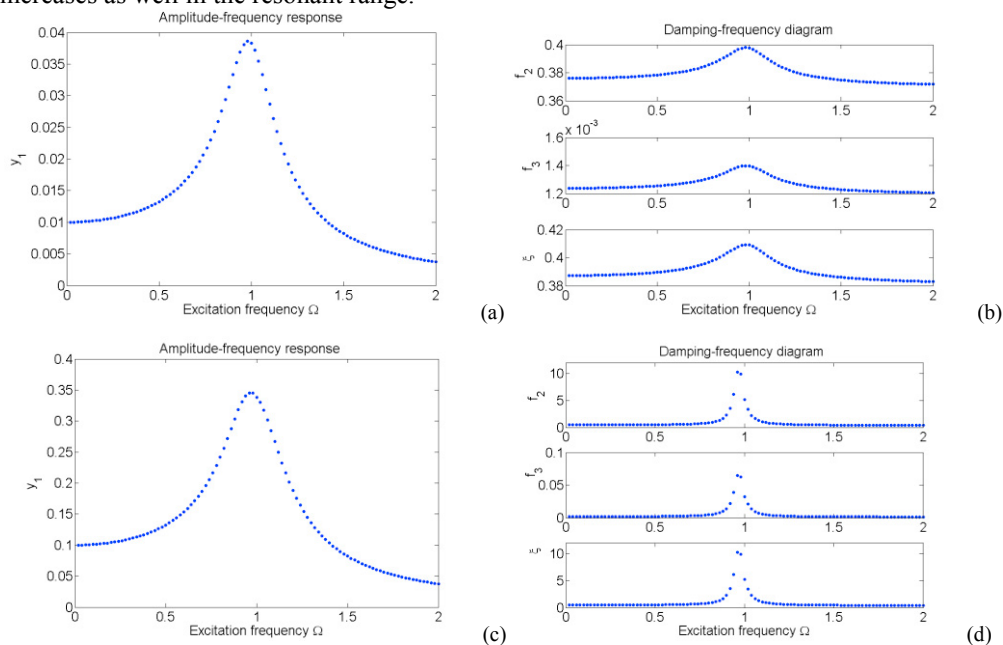 increases as well in the resonant range.
Amplitude-frequency response
0.04
0.035
0.03
0.025
0.02
0.015
0.01
0.005
0
y1
0 0.5 1 1.5 2
Excitation frequency Ω
(a)
Damping-frequency diagram
0.4
0.38
0.36
f2
0 0.5 1 1.5 2
x 10-3
1.6
1.4
1.2
f3
0 0.5 1 1.5 2
0.42
0.4
0.38
ξ
0 0.5 1 1.5 2
Excitation frequency Ω
(b)
Amplitude-frequency response
0.4
0.35
0.3
0.25
0.2
0.15
0.1
0.05
0
y1
0 0.5 1 1.5 2
Excitation frequency Ω
(c)
Damping-frequency diagram
10
5
0
f2
0 0.5 1 1.5 2
0.1
0.05
0
f3
0 0.5 1 1.5 2
10
5
0
ξ
0 0.5 1 1.5 2
Excitation frequency Ω
(d)